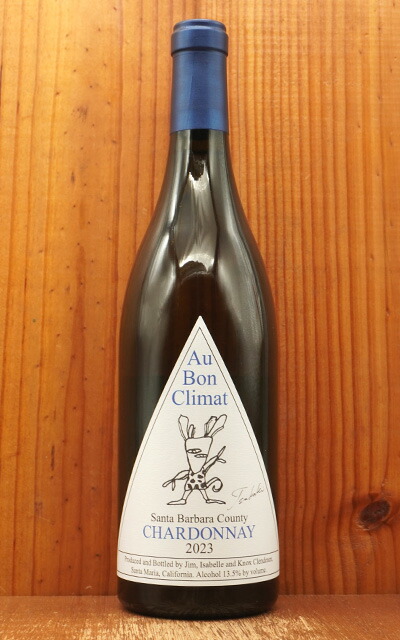 Au
Bon
Climat
Isabelle
Santa Barbara County
CHARDONNAY
2023
Produced and Bottled by Jim, Isabelle and Knox Clendenen,
Santa Maria, California. Alcohol 13.5% by volume